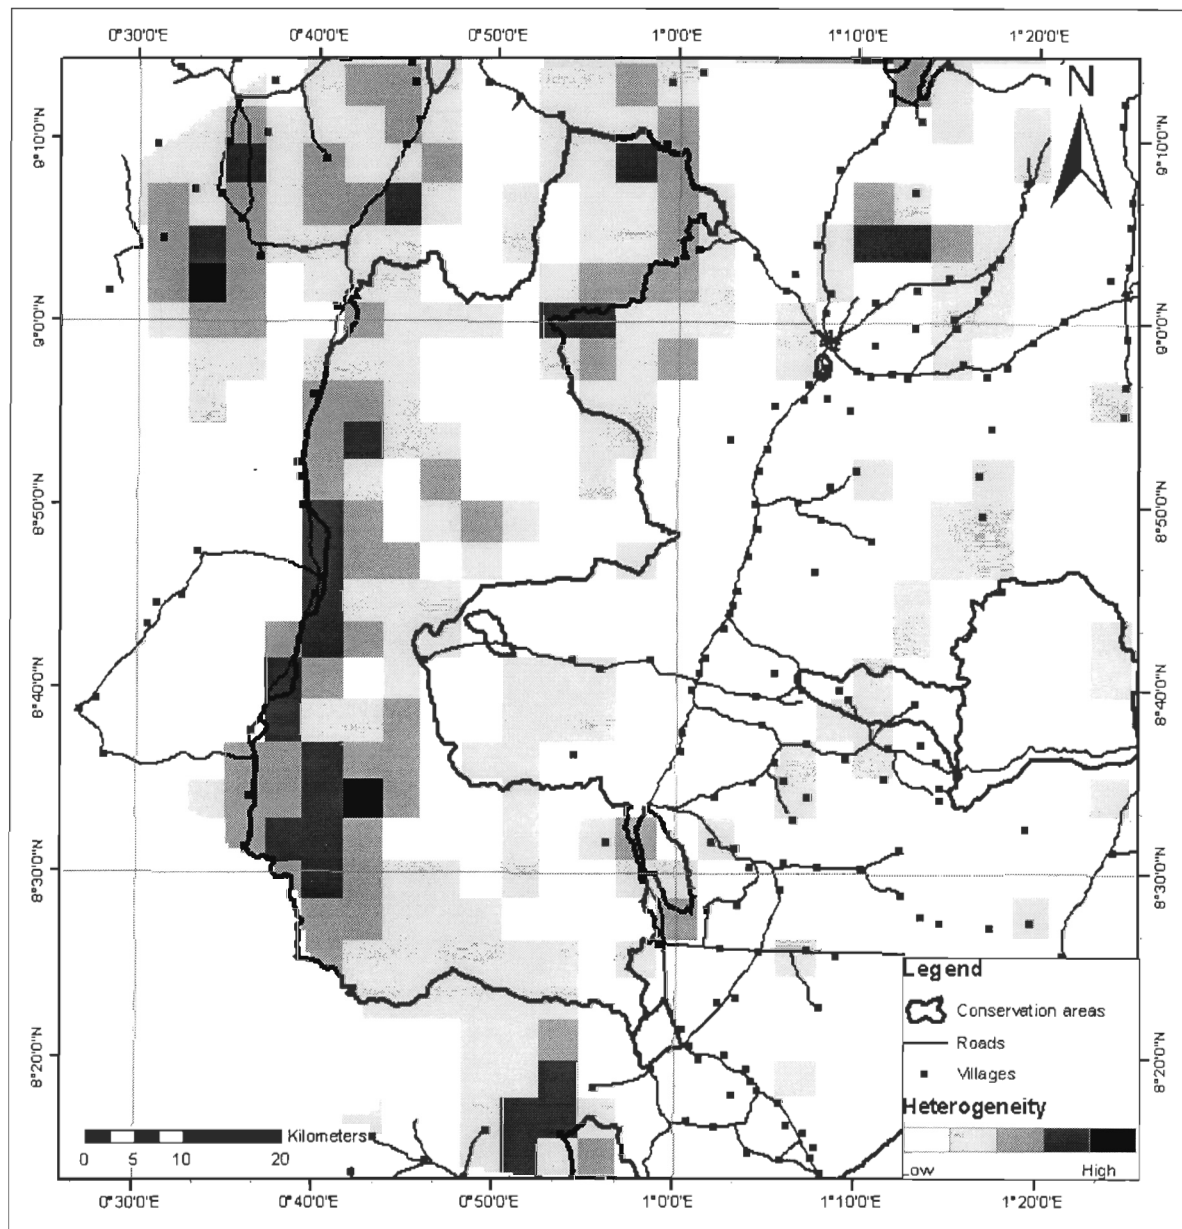 0°30'0"E 0°40'0"E 0°50'0"E 1°0'0"E 1°10'0"E 1°20'0"E
N
9°10'0"N 9°10'0"N
9°0'0"N 9°0'0"N
8°50'0"N 8°50'0"N
8°40'0"N 8°40'0"N
8°30'0"N 8°30'0"N
8°20'0"N 8°20'0"N
Legend
Conservation areas
Roads
Villages
Heterogeneity
Low High
Kilometers
0 5 10 20
0°30'0"E 0°40'0"E 0°50'0"E 1°0'0"E 1°10'0"E 1°20'0"E